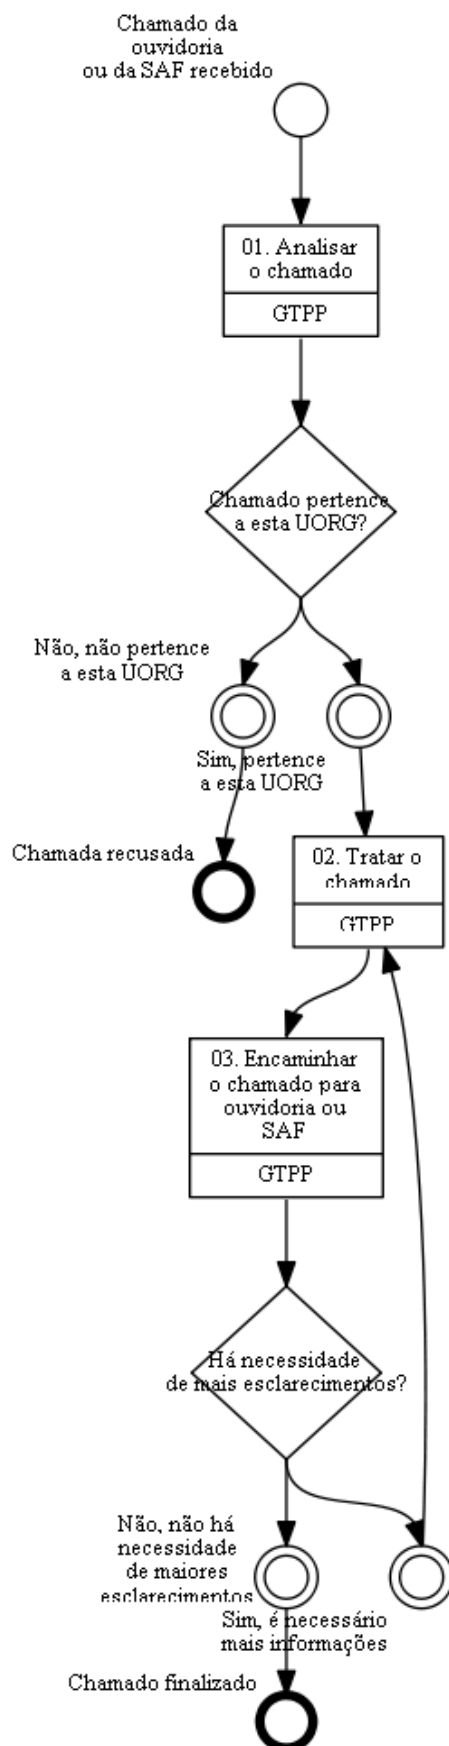 Chamado da
ouvidoria
ou da SAF recebido
01. Analisar
o chamado
GTPP
Chamado pertence
a esta UORG?
Não, não pertence
a esta UORG
Sim, pertence
a esta UORG
Chamada recusada
02. Tratar o
chamado
GTPP
03. Encaminhar
o chamado para
ouvidoria ou
SAF
GTPP
Há necessidade
de mais esclarecimentos?
Não, não há
necessidade
de maiores
esclarecimentos
Sim, é necessário
mais informações
Chamado finalizado